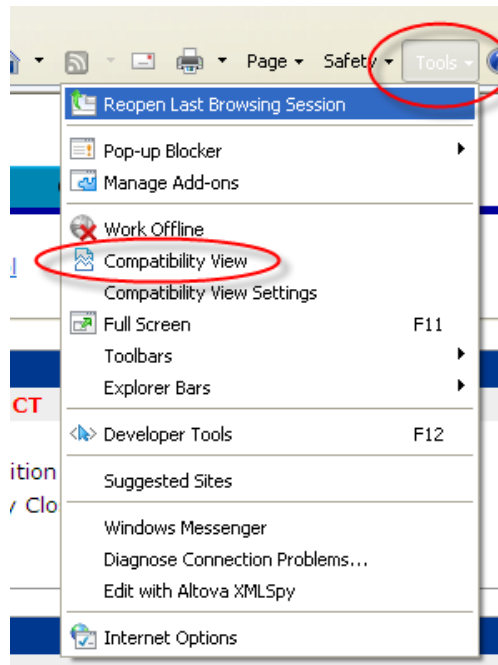 Page Safety Tools
Reopen Last Browsing Session
Pop-up Blocker
Manage Add-ons
Work Offline
Compatibility View
Compatibility View Settings
Full Screen F11
Toolbars
Explorer Bars
CT
Developer Tools F12
ition
Suggested Sites
y Clo
Windows Messenger
Diagnose Connection Problems...
Edit with Altova XMLSpy
Internet Options